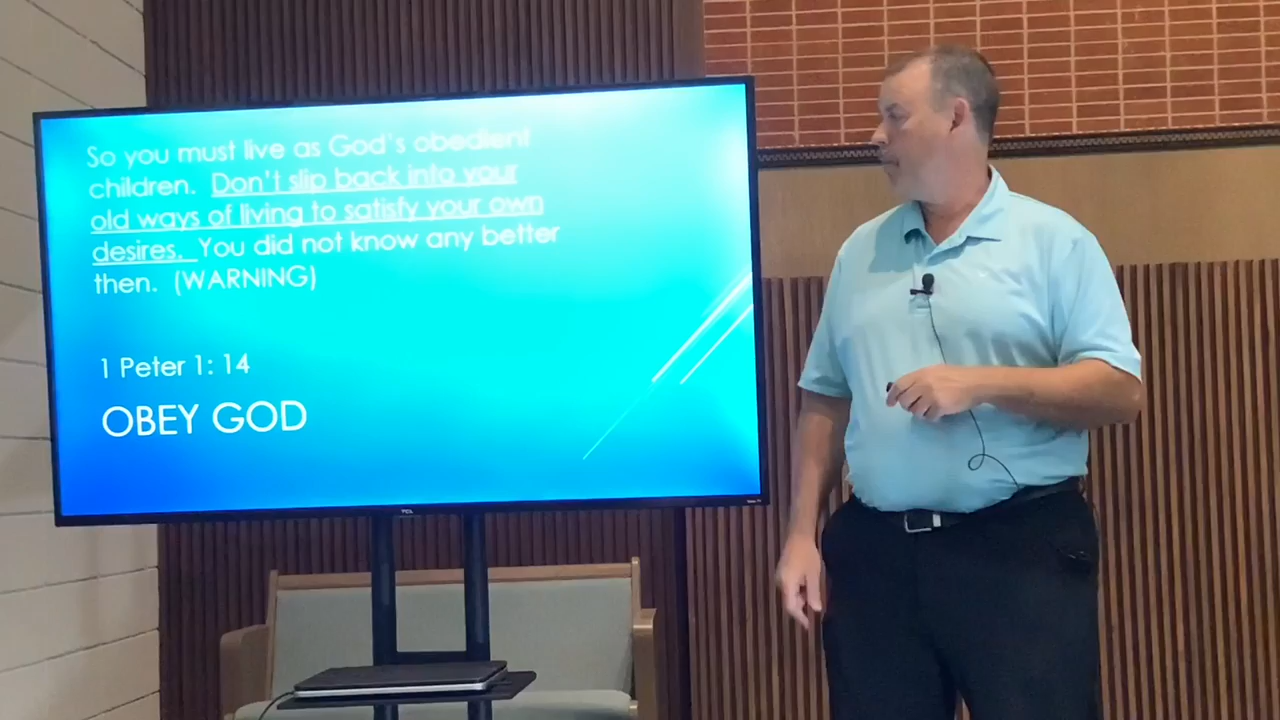 So you must live as God's obedient
children. Don't slip back into your
old ways of living to satisfy your own
desires. You did not know any better
then. (WARNING)
1 Peter 1: 14
OBEY GOD
TCL